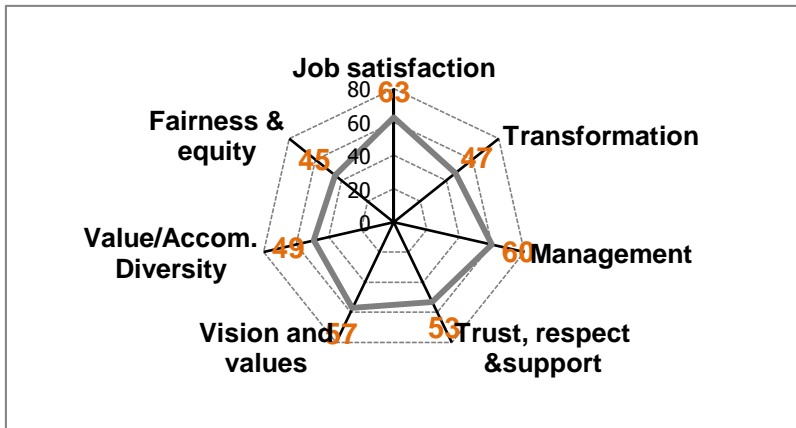 Job satisfaction
80
63
60
40
20
0
Transformation
47
Management
60
Trust, respect
&support
53
Vision and
values
57
Value/Accom.
Diversity
49
Fairness &
equity
45